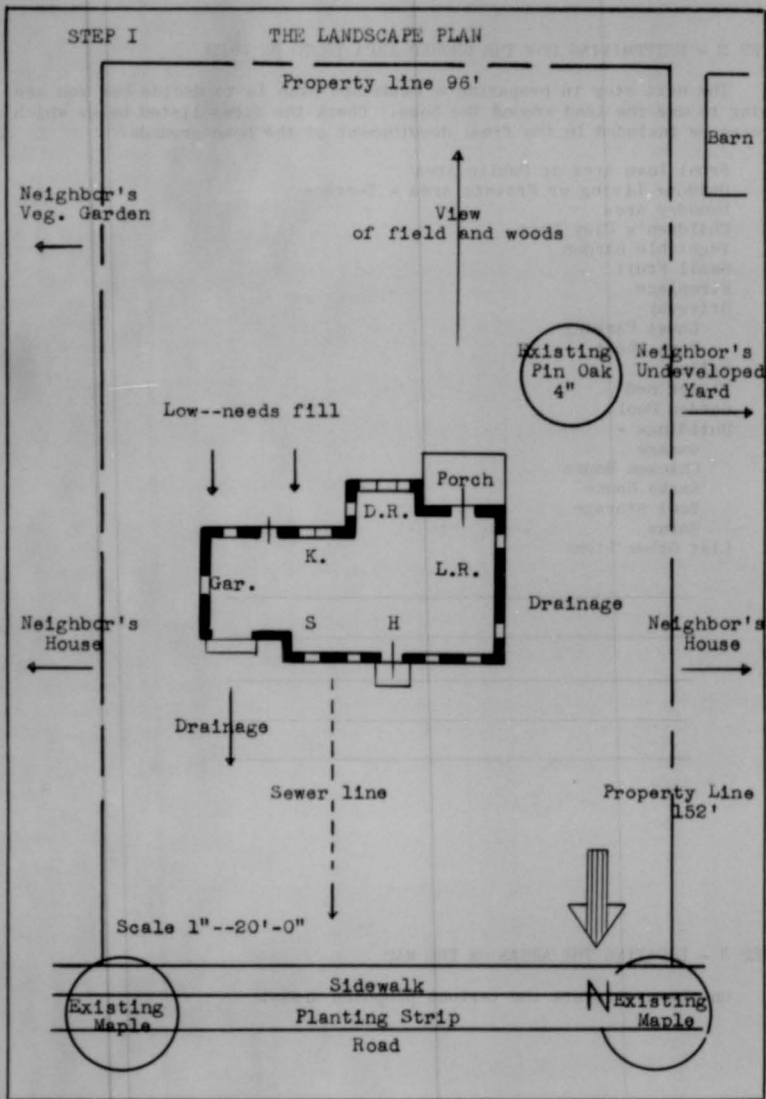 STEP I THE LANDSCAPE PLAN
Property line 96'
Barn
Neighbor's
Veg. Garden
View
of field and woods
Existing
Pin Oak
4"
Neighbor's
Undeveloped
Yard
Low--needs fill
Porch
D.R.
K.
L.R.
Gar.
Drainage
S H
Neighbor's
House
Neighbor's
House
Drainage
Sewer line
Property Line
152'
Scale 1"--20'-0"
N
Sidewalk
Existing
Maple
Planting Strip
Existing
Maple
Road